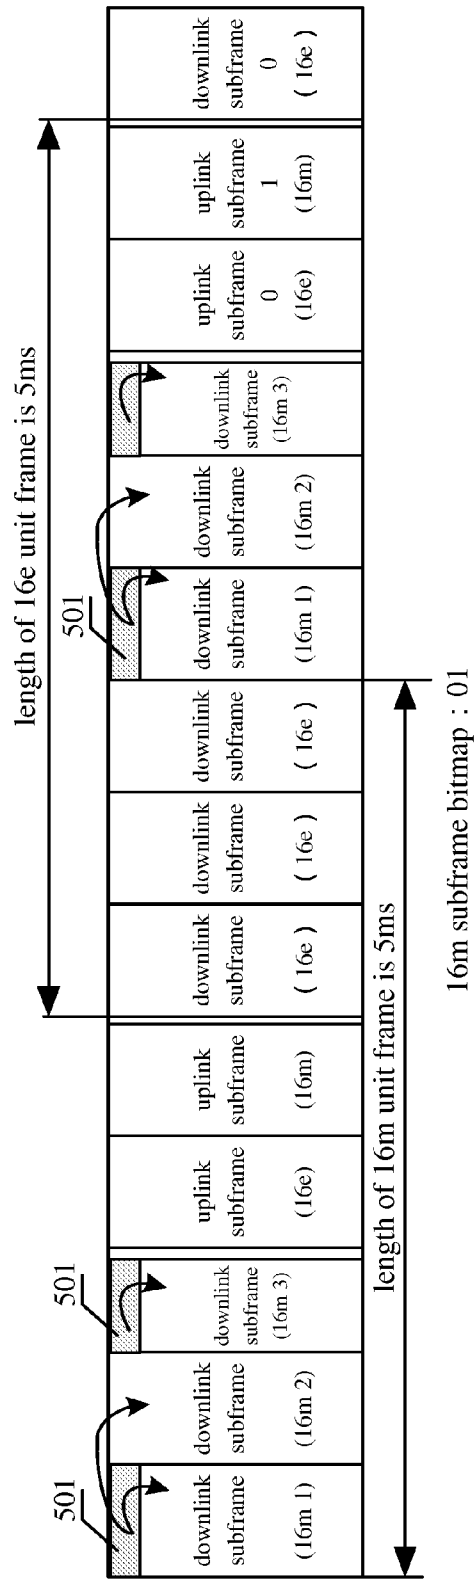 length of 16e unit frame is 5ms
501
501
501
downlink
subframe
(16m 1)
downlink
subframe
(16m 2)
downlink
subframe
(16m 3)
uplink
subframe
(16e)
uplink
subframe
(16m)
downlink
subframe
( 16e )
downlink
subframe
( 16e )
downlink
subframe
( 16e )
downlink
subframe
(16m 1)
downlink
subframe
(16m 2)
downlink
subframe
(16m 3)
uplink
subframe
0
(16e)
uplink
subframe
1
(16m)
downlink
subframe
0
( 16e )
length of 16m unit frame is 5ms
16m subframe bitmap : 01